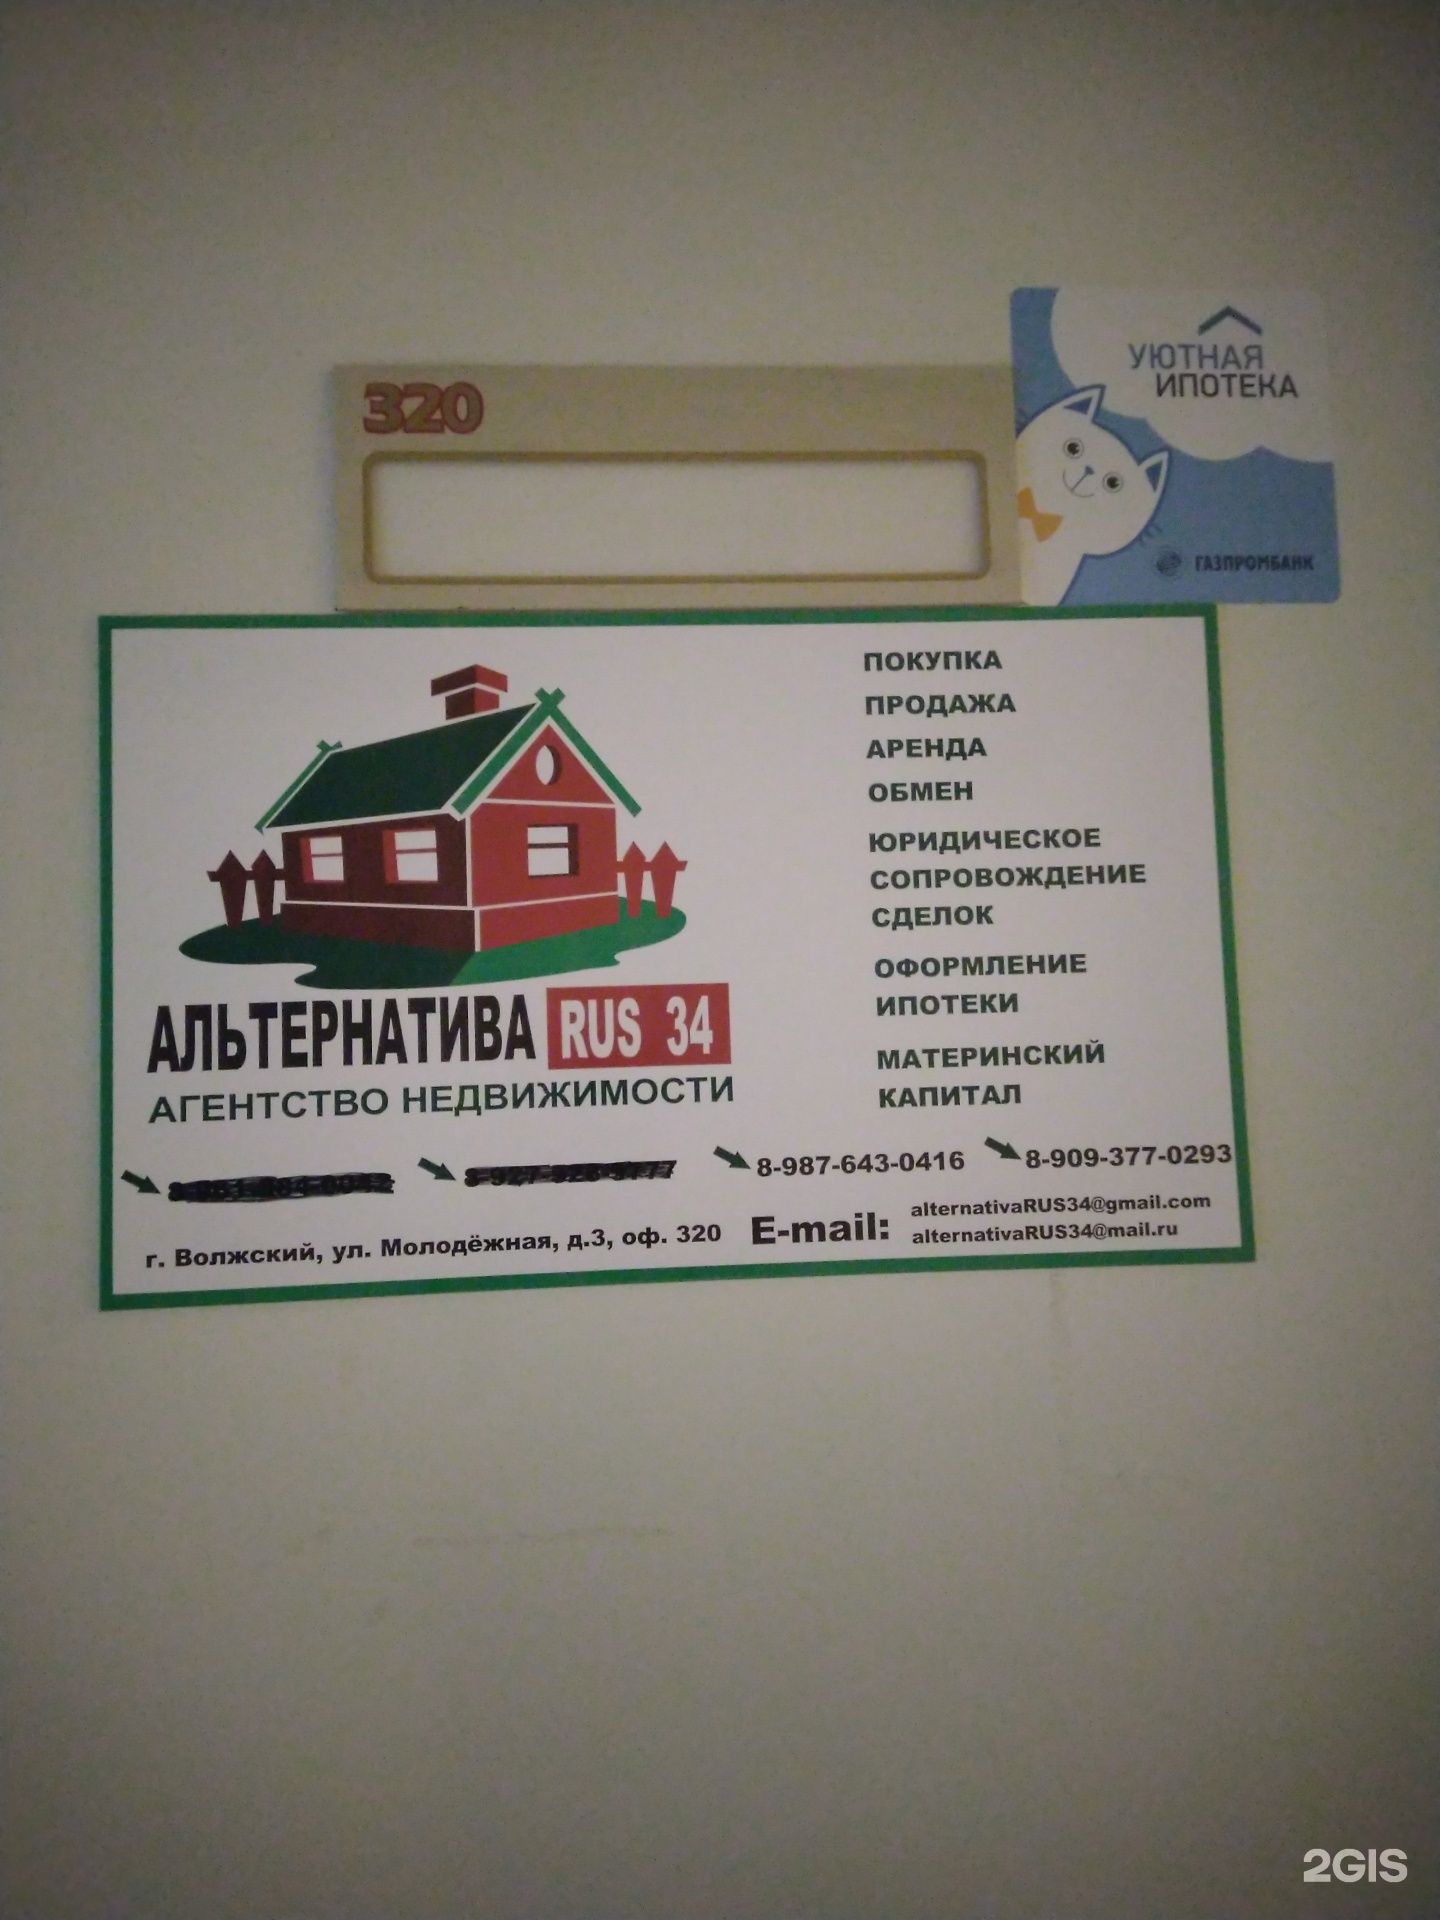 320
УЮТНАЯ
ИПОТЕКА
ГАЗПРОМБАНК
АЛЬТЕРНАТИВА RUS 34
АГЕНТСТВО НЕДВИЖИМОСТИ
ПОКУПКА
ПРОДАЖА
АРЕНДА
ОБМЕН
ЮРИДИЧЕСКОЕ
СОПРОВОЖДЕНИЕ
СДЕЛОК
ОФОРМЛЕНИЕ
ИПОТЕКИ
МАТЕРИНСКИЙ
КАПИТАЛ
8-987-643-0416 8-909-377-0293
г. Волжский, ул. Молодёжная, д.3, оф. 320
E-mail: alternativaRUS34@gmail.com
alternativaRUS34@mail.ru
2GIS